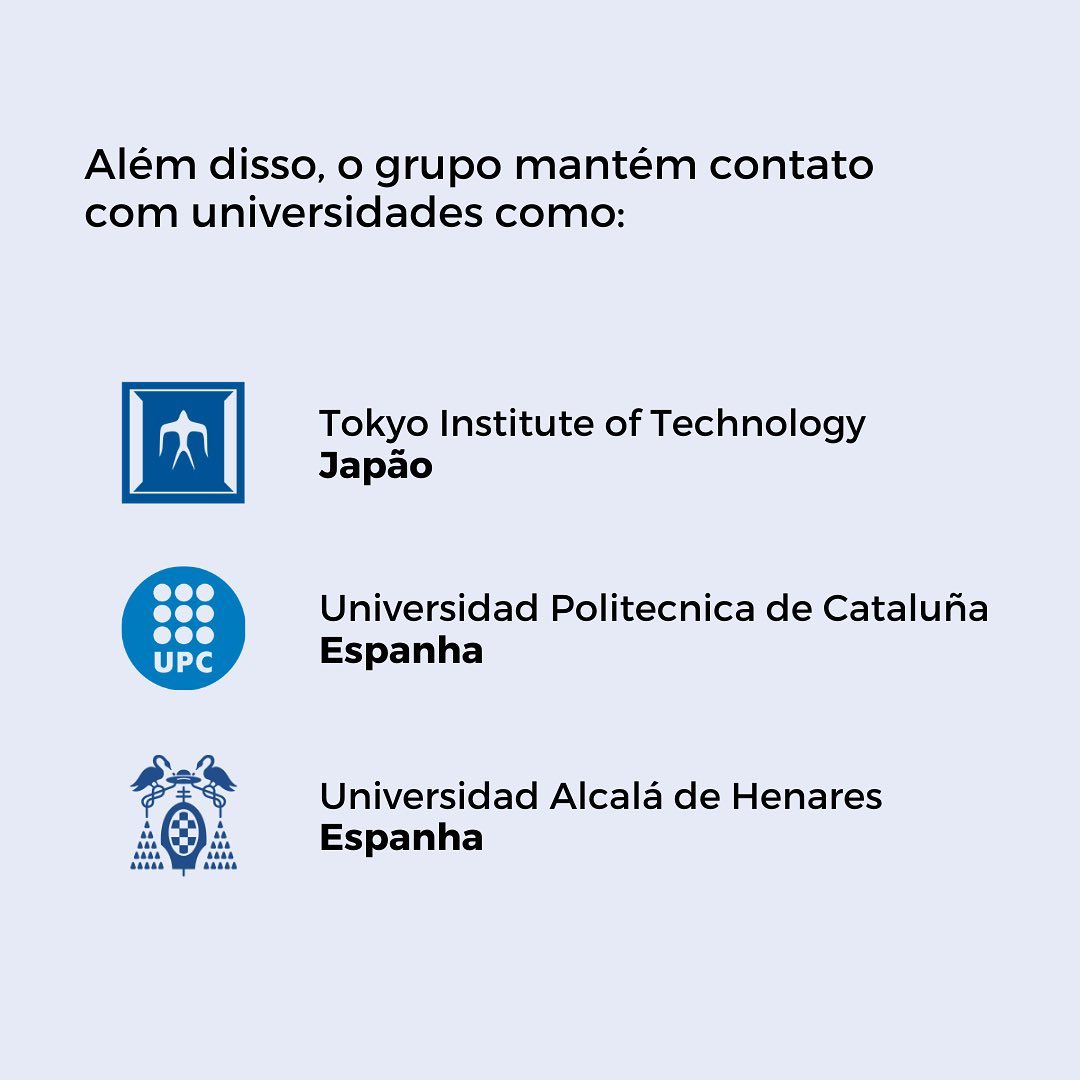 Além disso, o grupo mantém contato
com universidades como:
Tokyo Institute of Technology
Japão
UPC
Universidad Politecnica de Cataluña
Espanha
Universidad Alcalá de Henares
Espanha